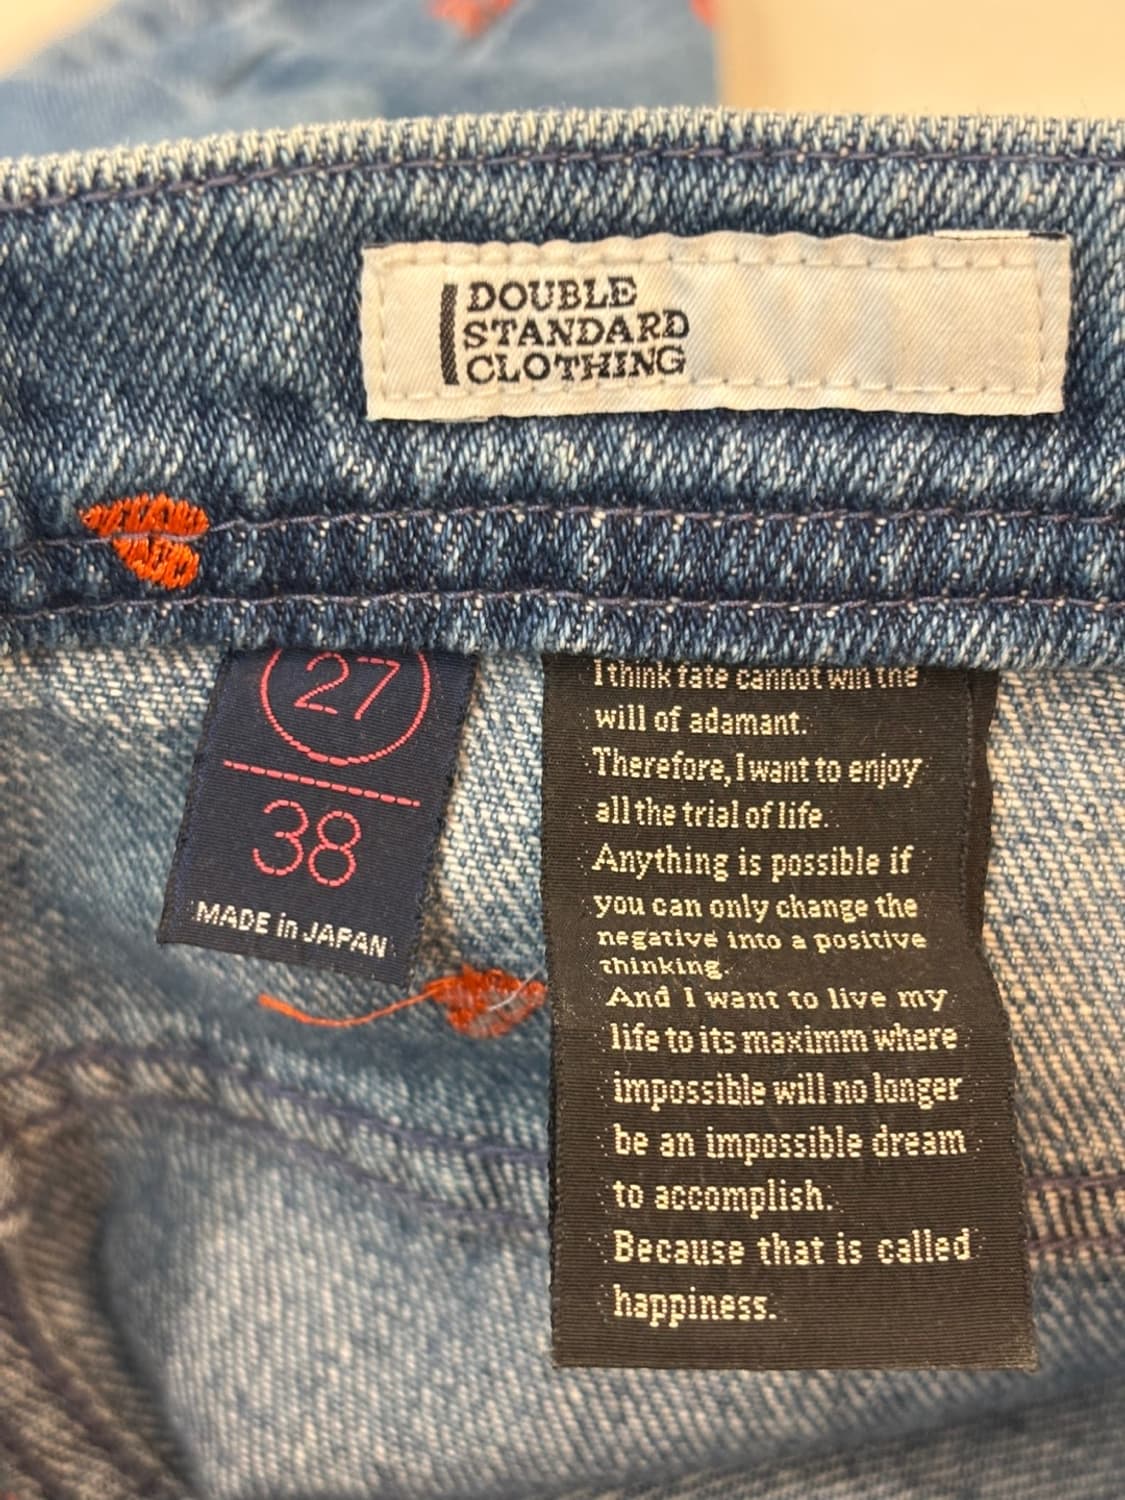 DOUBLE
STANDARD
CLOTHING
27
38
MADE in JAPAN
I think fate cannot win the
will of adamant.
Therefore, I want to enjoy
all the trial of life.
Anything is possible if
you can only change the
negative into a positive
thinking.
And I want to live my
life to its maximm where
impossible will no longer
be an impossible dream
to accomplish.
Because that is called
happiness.